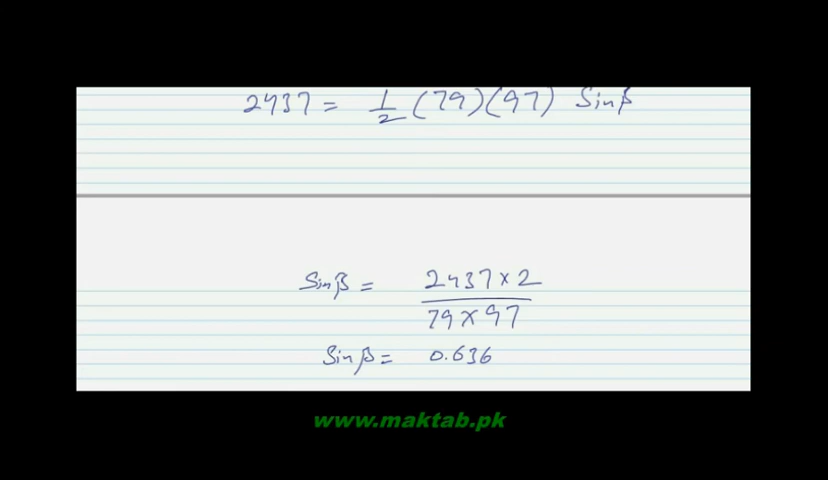 2437 = 1/2 (79)(97) Sinβ
Sinβ = 2437 × 2 / 79 × 97
Sinβ = 0.636
www.maktab.pk